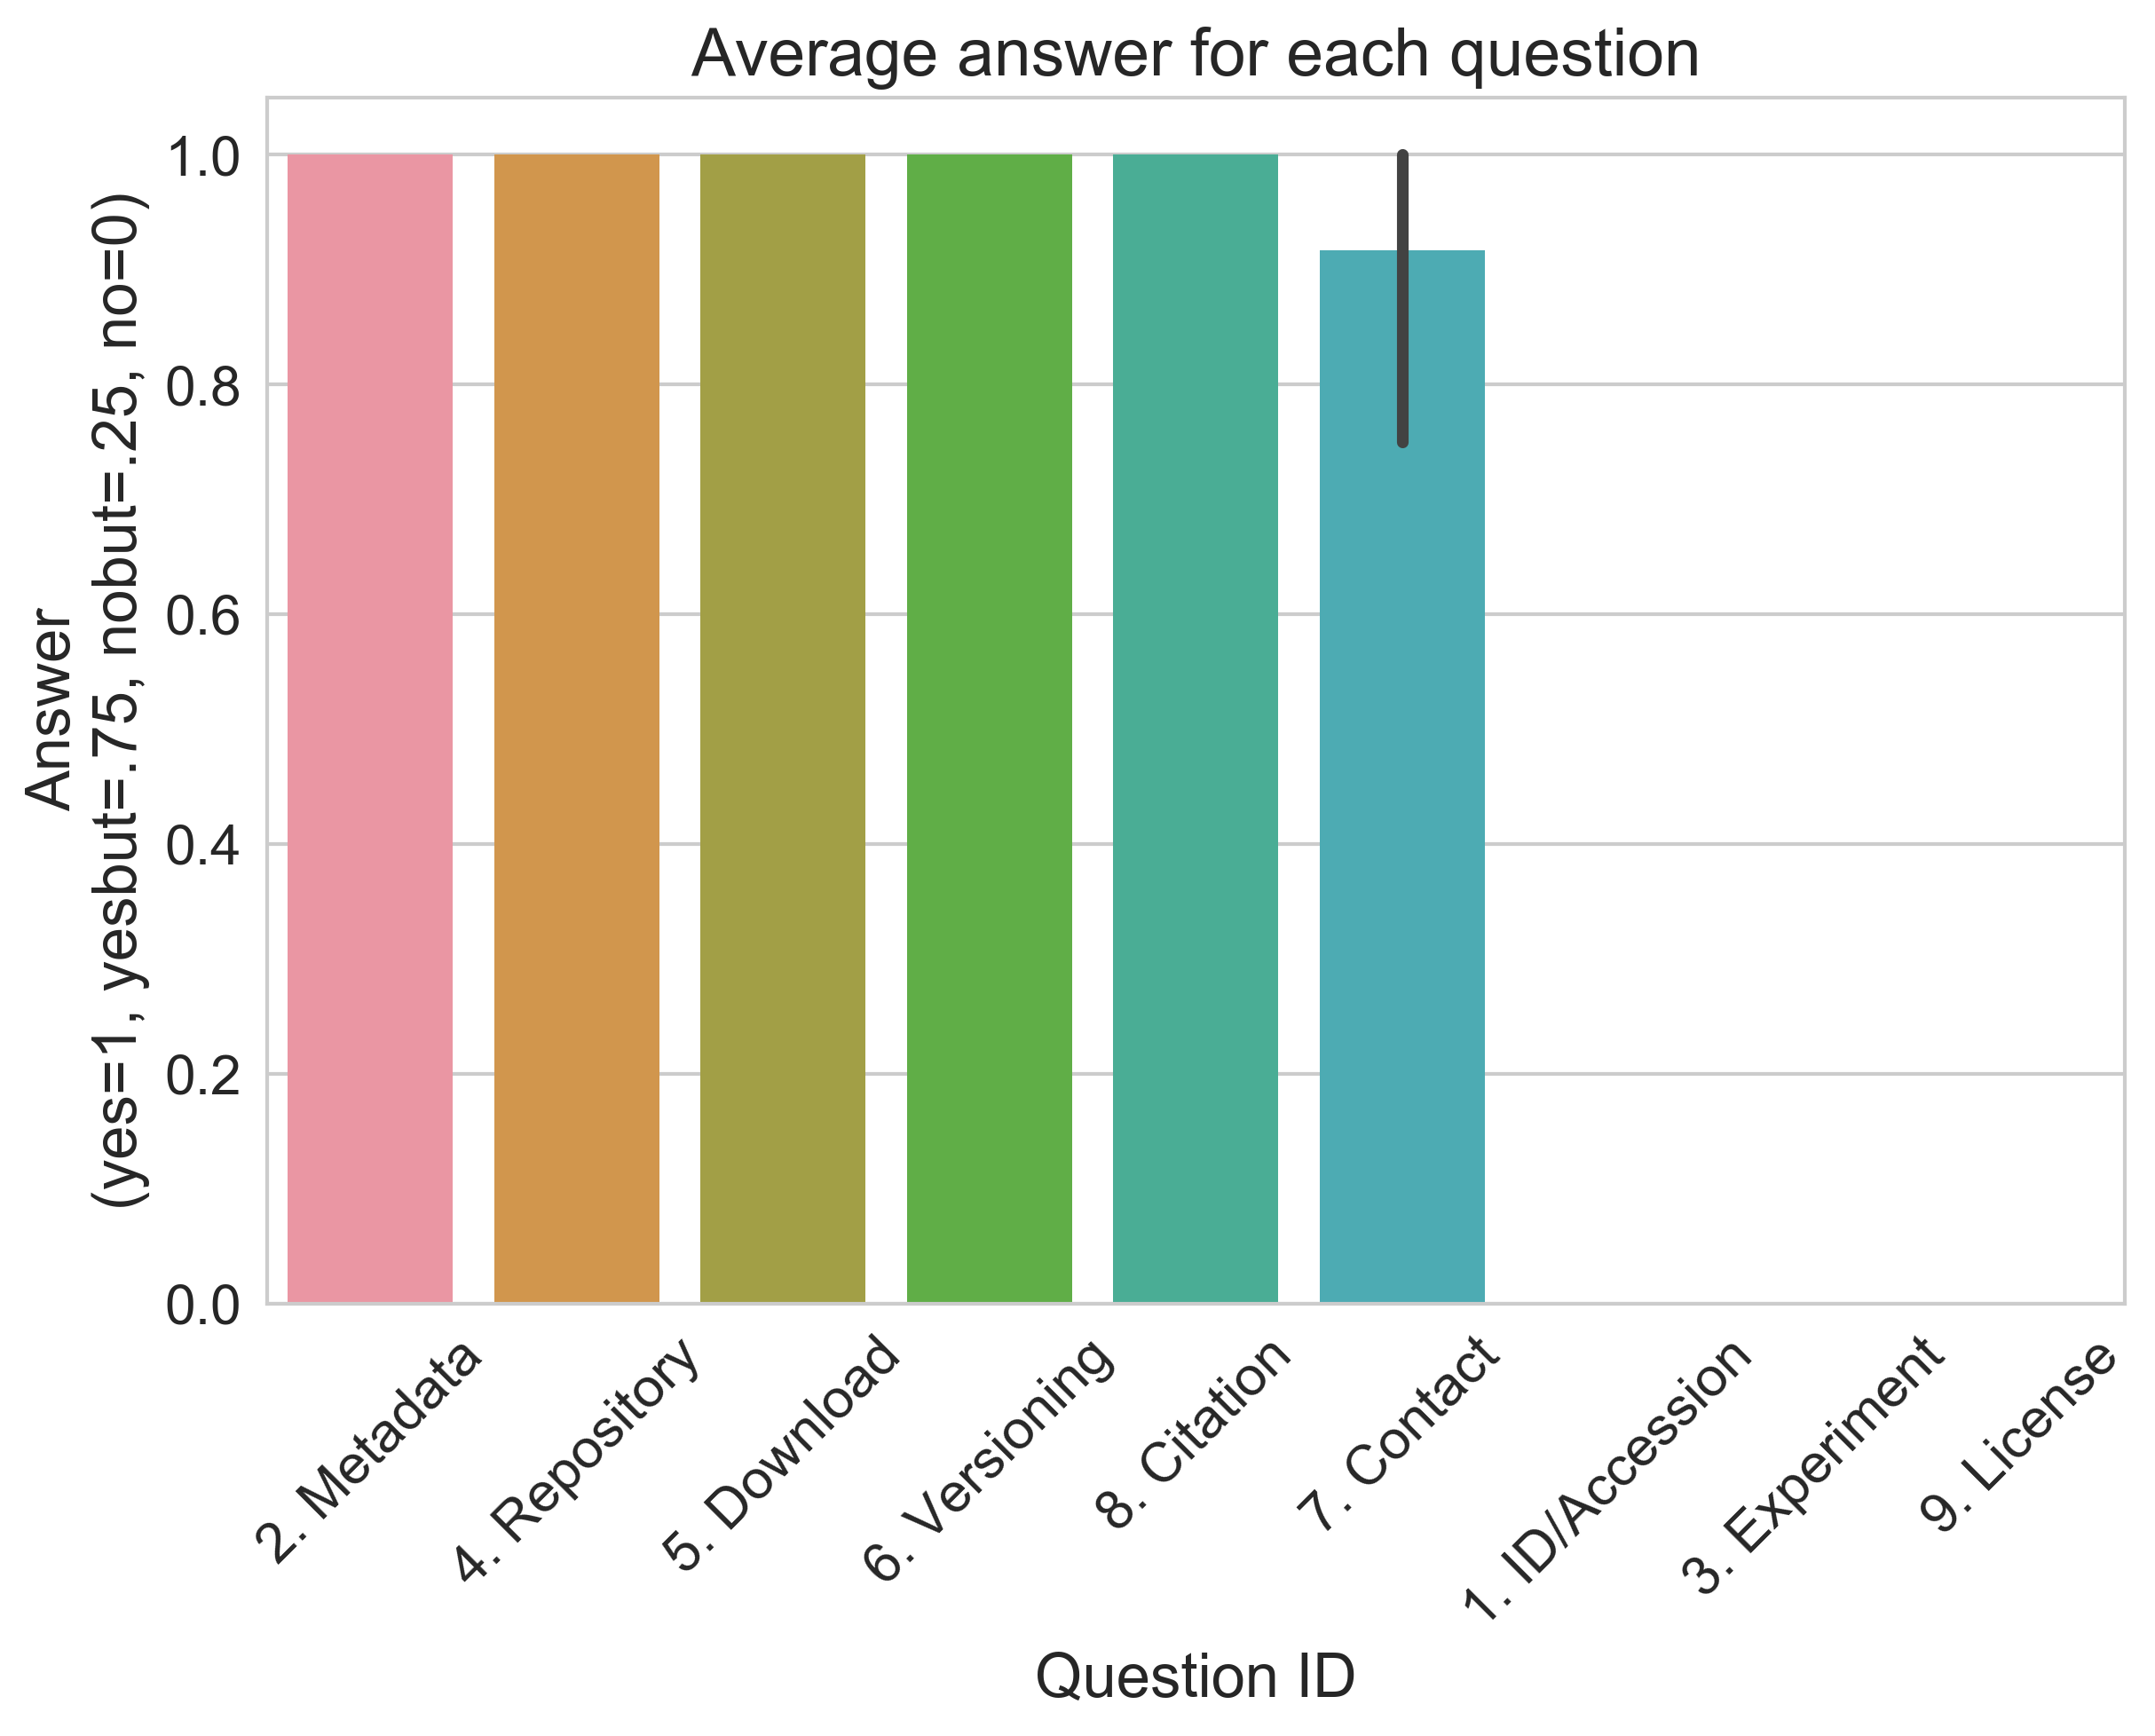 Average answer for each question
Answer
(yes=1, yesbut=.75, nobut=.25, no=0)
1.0
0.8
0.6
0.4
0.2
0.0
2. Metadata
4. Repository
5. Download
6. Versioning
8. Citation
7. Contact
1. ID/Accession
3. Experiment
9. License
Question ID